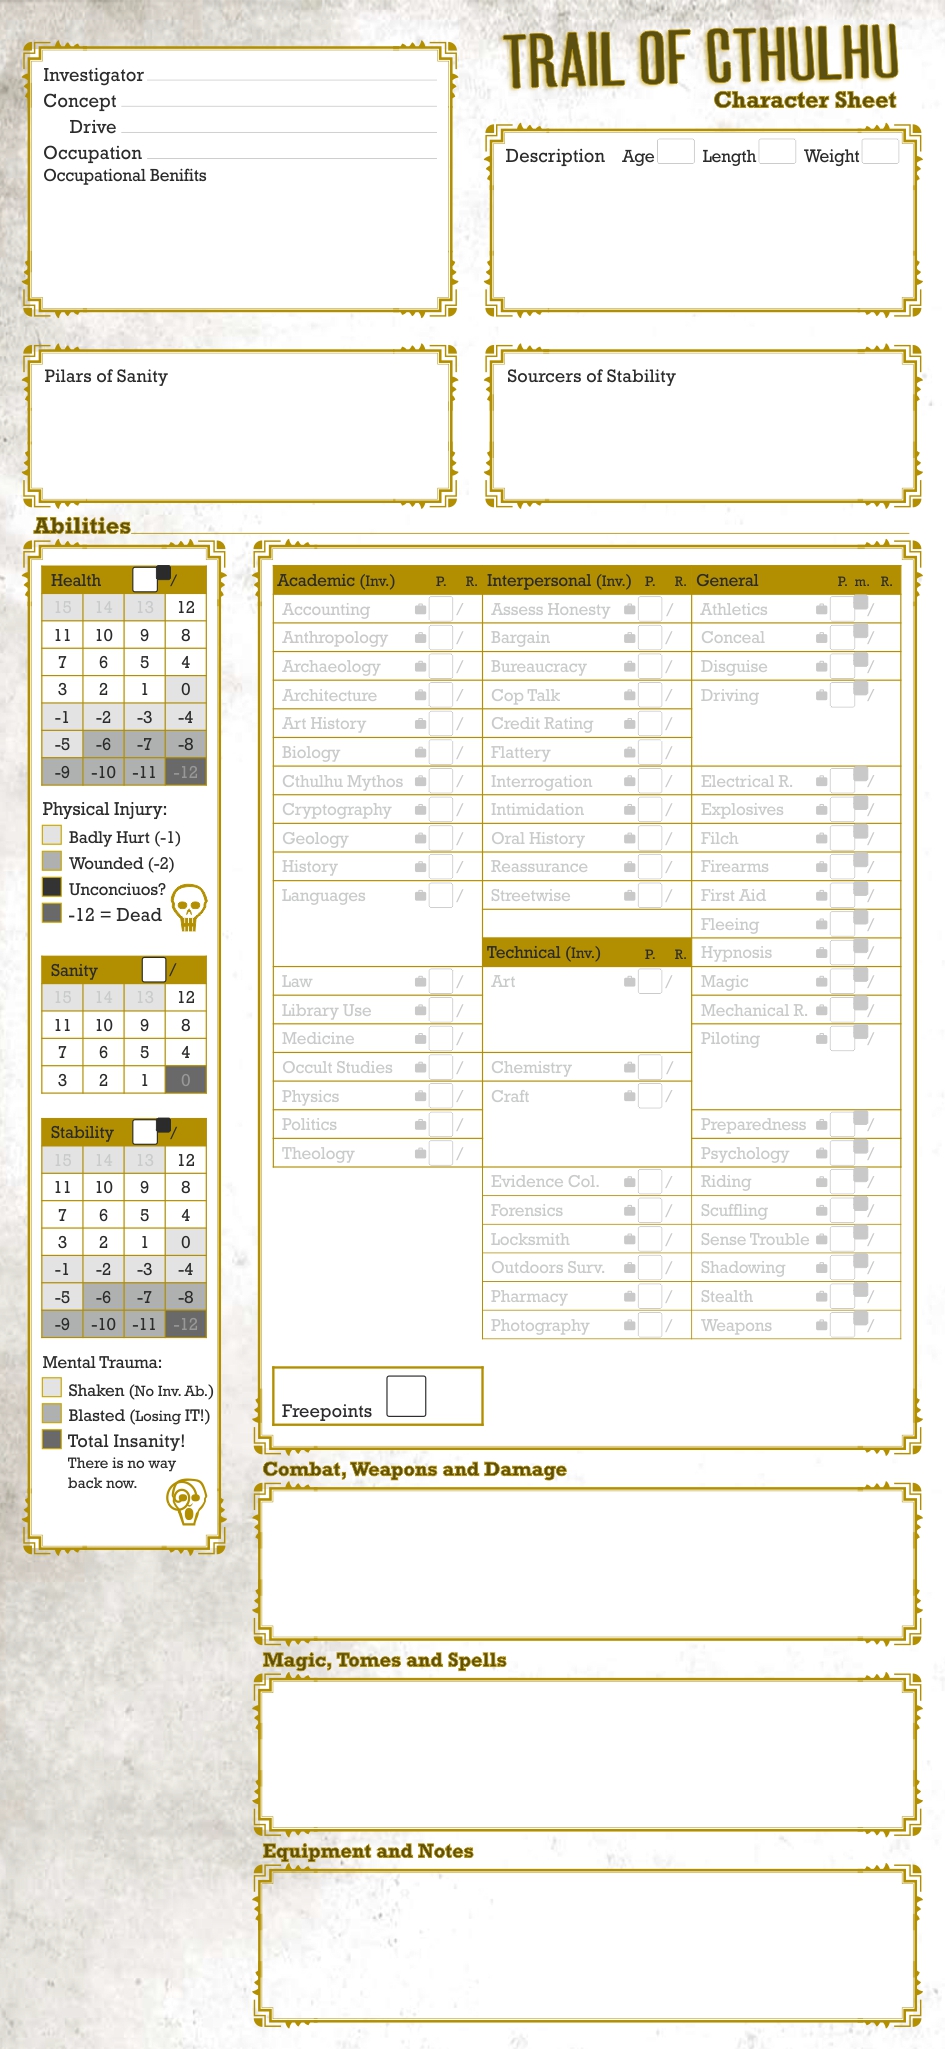 TRAIL OF CTHULHU
Character Sheet
Investigator
Concept
Drive
Occupation
Occupational Benifits
Description Age Length Weight
Pilars of Sanity
Sourcers of Stability
Abilities
Health /
15 14 13 12
11 10 9 8
7 6 5 4
3 2 1 0
-1 -2 -3 -4
-5 -6 -7 -8
-9 -10 -11 -12
Physical Injury:
Badly Hurt (-1)
Wounded (-2)
Unconciuos?
-12 = Dead
Sanity /
15 14 13 12
11 10 9 8
7 6 5 4
3 2 1 0
Stability /
15 14 13 12
11 10 9 8
7 6 5 4
3 2 1 0
-1 -2 -3 -4
-5 -6 -7 -8
-9 -10 -11 -12
Mental Trauma:
Shaken (No Inv. Ab.)
Blasted (Losing IT!)
Total Insanity!
There is no way
back now.
Academic (Inv.) P. R.
Accounting /
Anthropology /
Archaeology /
Architecture /
Art History /
Biology /
Cthulhu Mythos /
Cryptography /
Geology /
History /
Languages /
Law /
Library Use /
Medicine /
Occult Studies /
Physics /
Politics /
Theology /
Interpersonal (Inv.) P. R.
Assess Honesty /
Bargain /
Bureaucracy /
Cop Talk /
Credit Rating /
Flattery /
Interrogation /
Intimidation /
Oral History /
Reassurance /
Streetwise /
Technical (Inv.) P. R.
Art /
Chemistry /
Craft /
Evidence Col. /
Forensics /
Locksmith /
Outdoors Surv. /
Pharmacy /
Photography /
General P. m. R.
Athletics /
Conceal /
Disguise /
Driving /
Electrical R. /
Explosives /
Filch /
Firearms /
First Aid /
Fleeing /
Hypnosis /
Magic /
Mechanical R. /
Piloting /
Preparedness /
Psychology /
Riding /
Scuffling /
Sense Trouble /
Shadowing /
Stealth /
Weapons /
Freepoints
Combat, Weapons and Damage
Magic, Tomes and Spells
Equipment and Notes